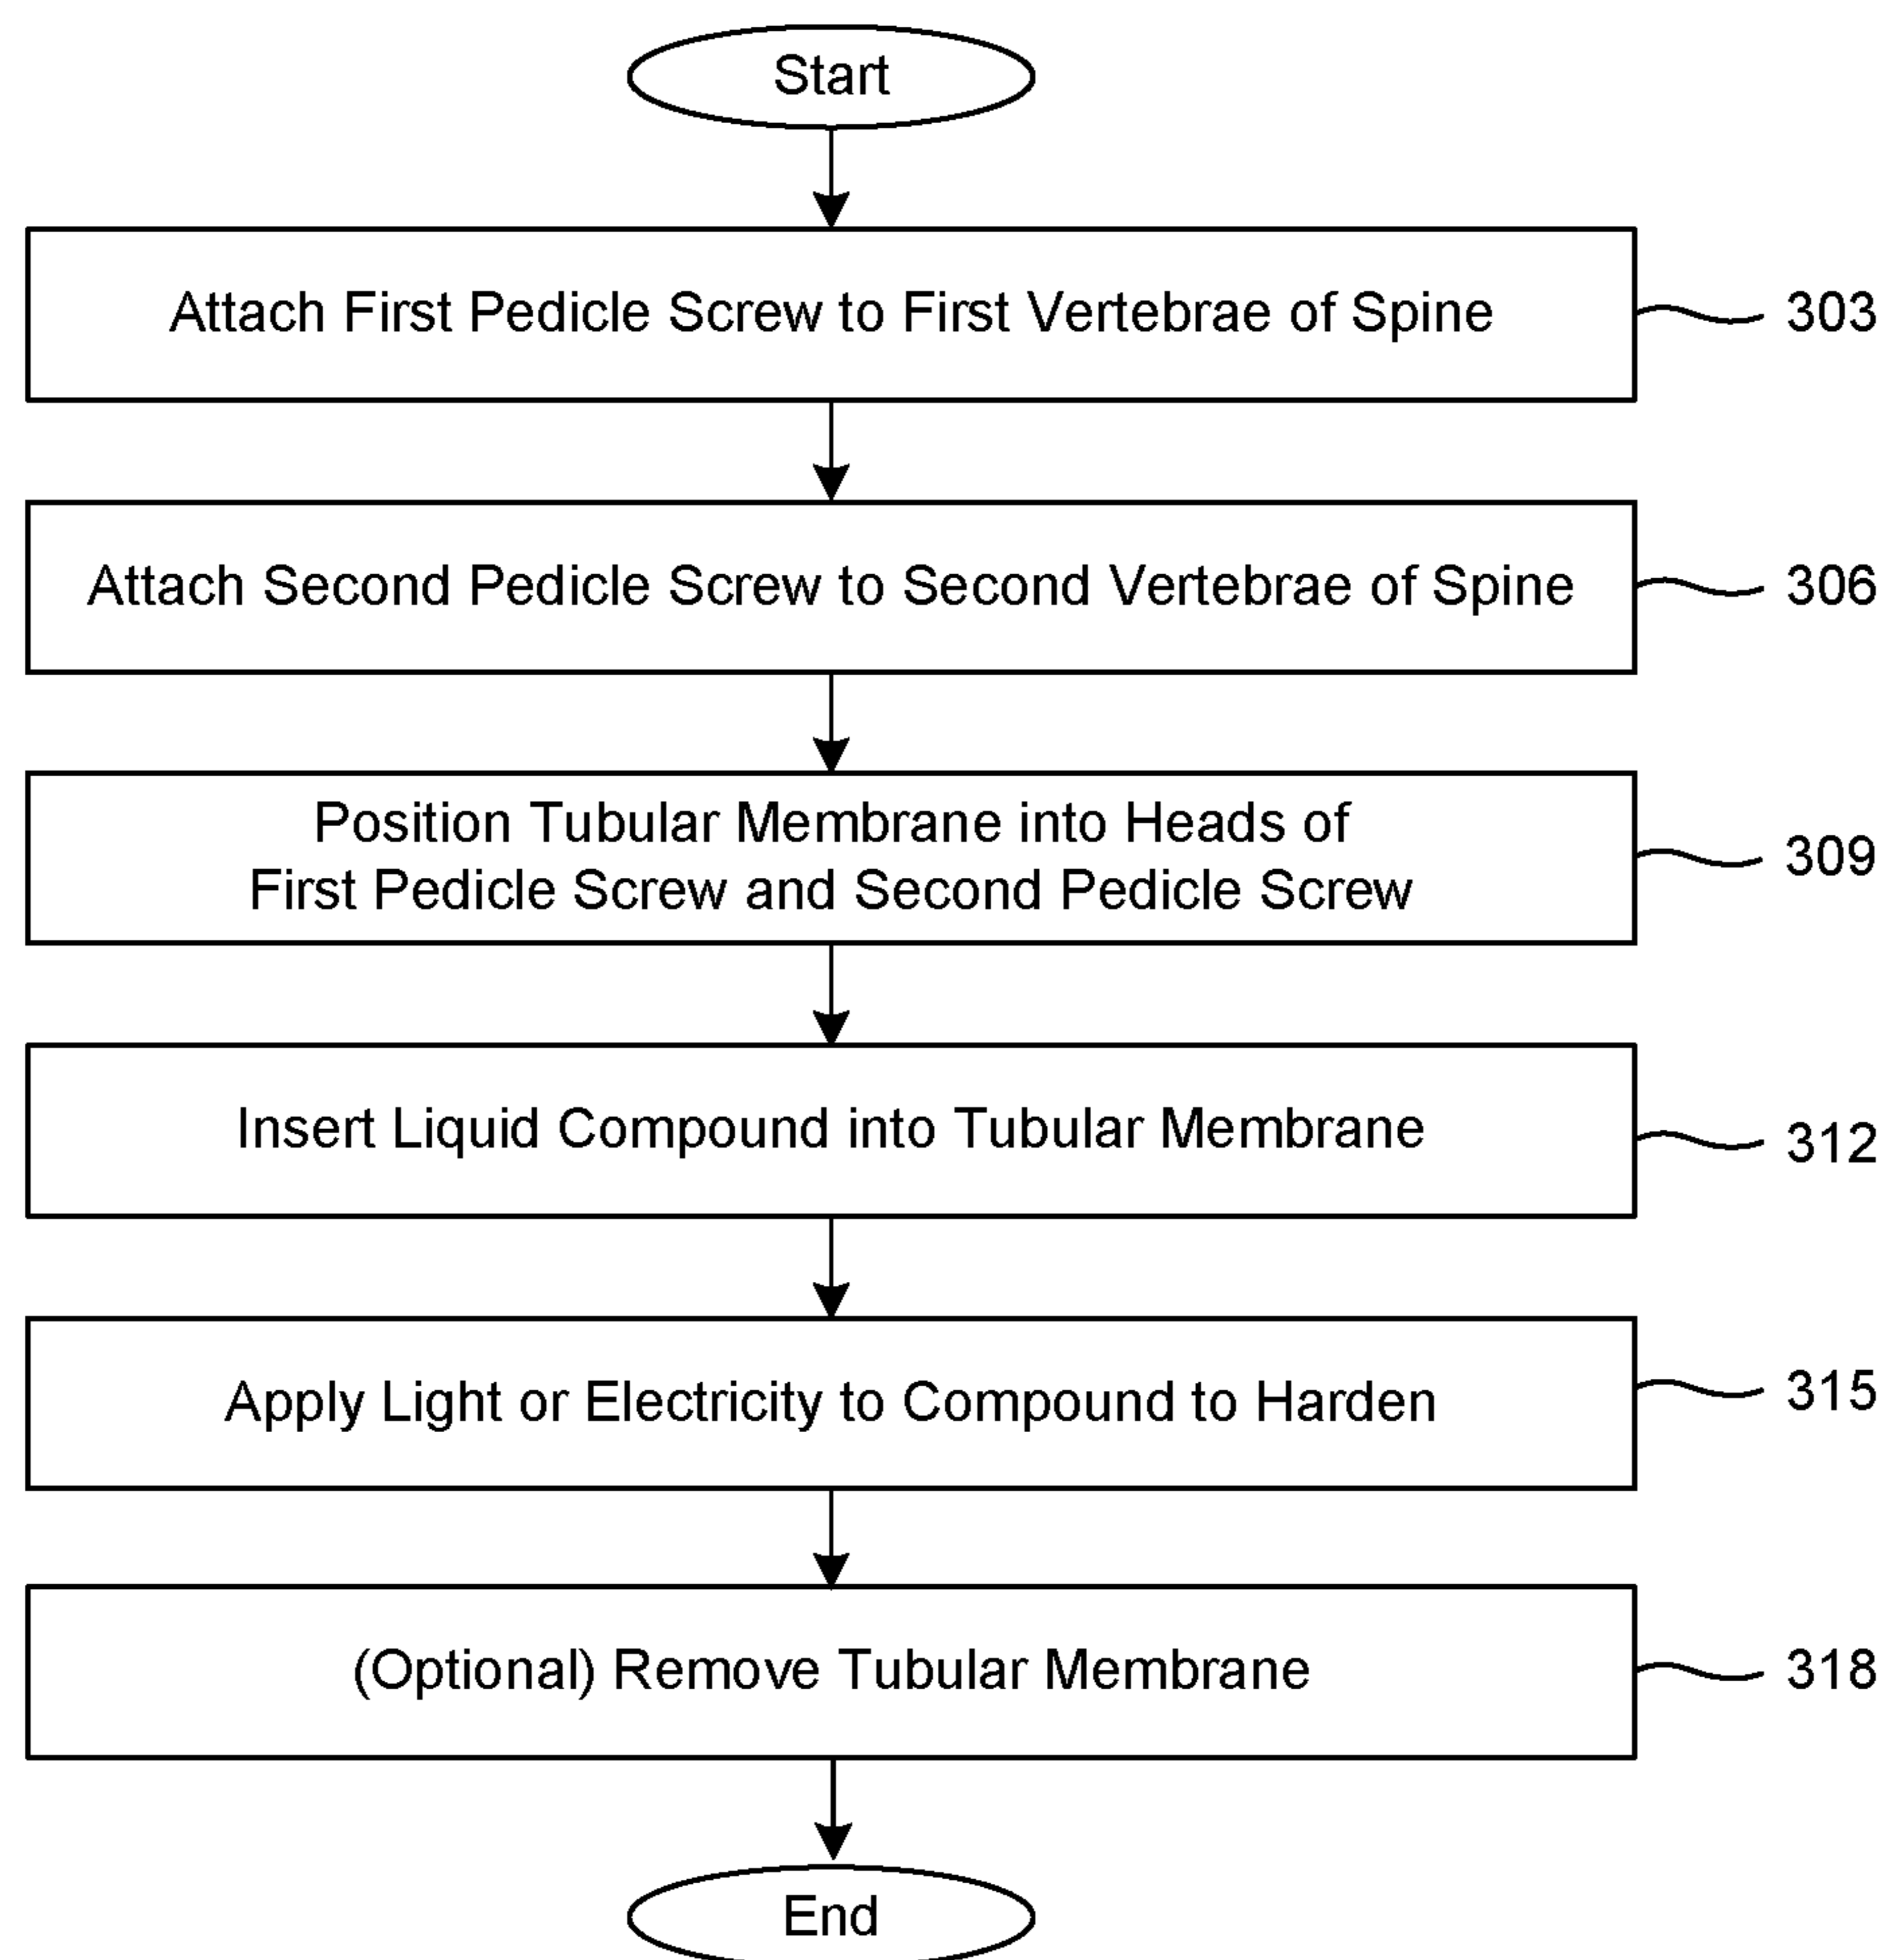 Start
Attach First Pedicle Screw to First Vertebrae of Spine
303
Attach Second Pedicle Screw to Second Vertebrae of Spine
306
Position Tubular Membrane into Heads of
First Pedicle Screw and Second Pedicle Screw
309
Insert Liquid Compound into Tubular Membrane
312
Apply Light or Electricity to Compound to Harden
315
(Optional) Remove Tubular Membrane
318
End